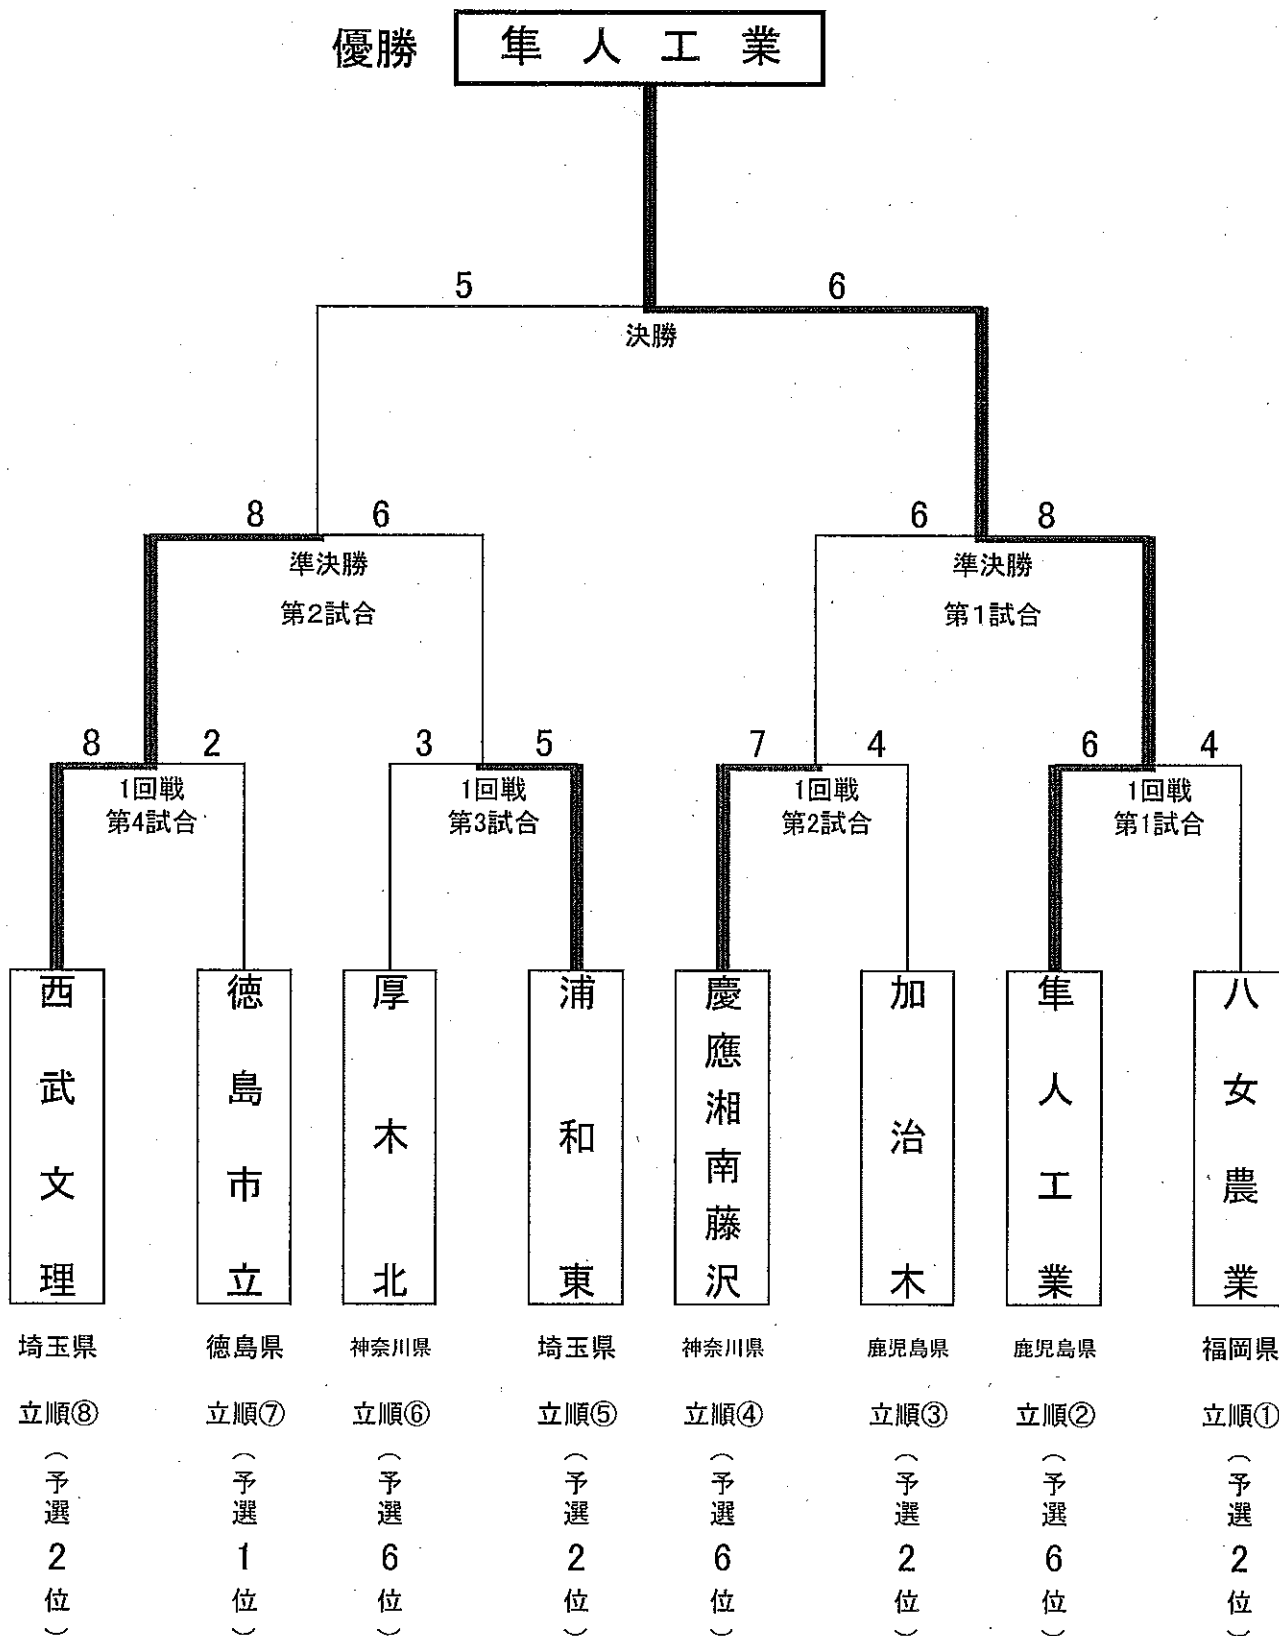 優勝 隼人工業
5 6
決勝
8 6 6 8
準決勝 準決勝
第2試合 第1試合
8 2 3 5 7 4 6 4
1回戦 1回戦 1回戦 1回戦
第4試合 第3試合 第2試合 第1試合
西武文理
徳島市立
厚木北
浦和東
慶應湘南藤沢
加治木
隼人工業
八女農業
埼玉県 徳島県 神奈川県 埼玉県 神奈川県 鹿児島県 鹿児島県 福岡県
立順⑧ 立順⑦ 立順⑥ 立順⑤ 立順④ 立順③ 立順② 立順①
（予選2位）
（予選1位）
（予選6位）
（予選2位）
（予選6位）
（予選2位）
（予選6位）
（予選2位）